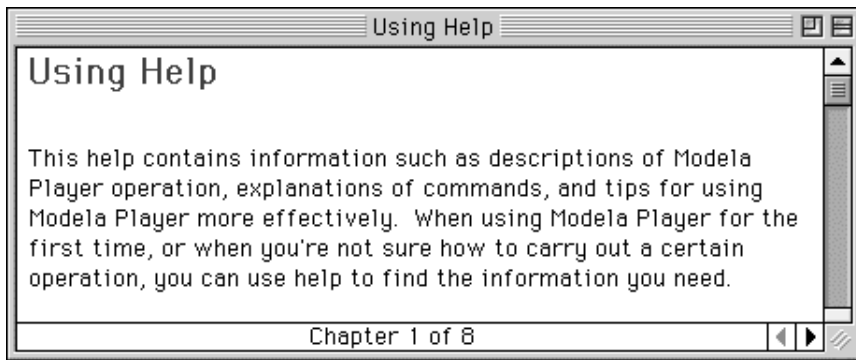 Using Help
Using Help
This help contains information such as descriptions of Modela
Player operation, explanations of commands, and tips for using
Modela Player more effectively.  When using Modela Player for the
first time, or when you're not sure how to carry out a certain
operation, you can use help to find the information you need.
Chapter 1 of 8